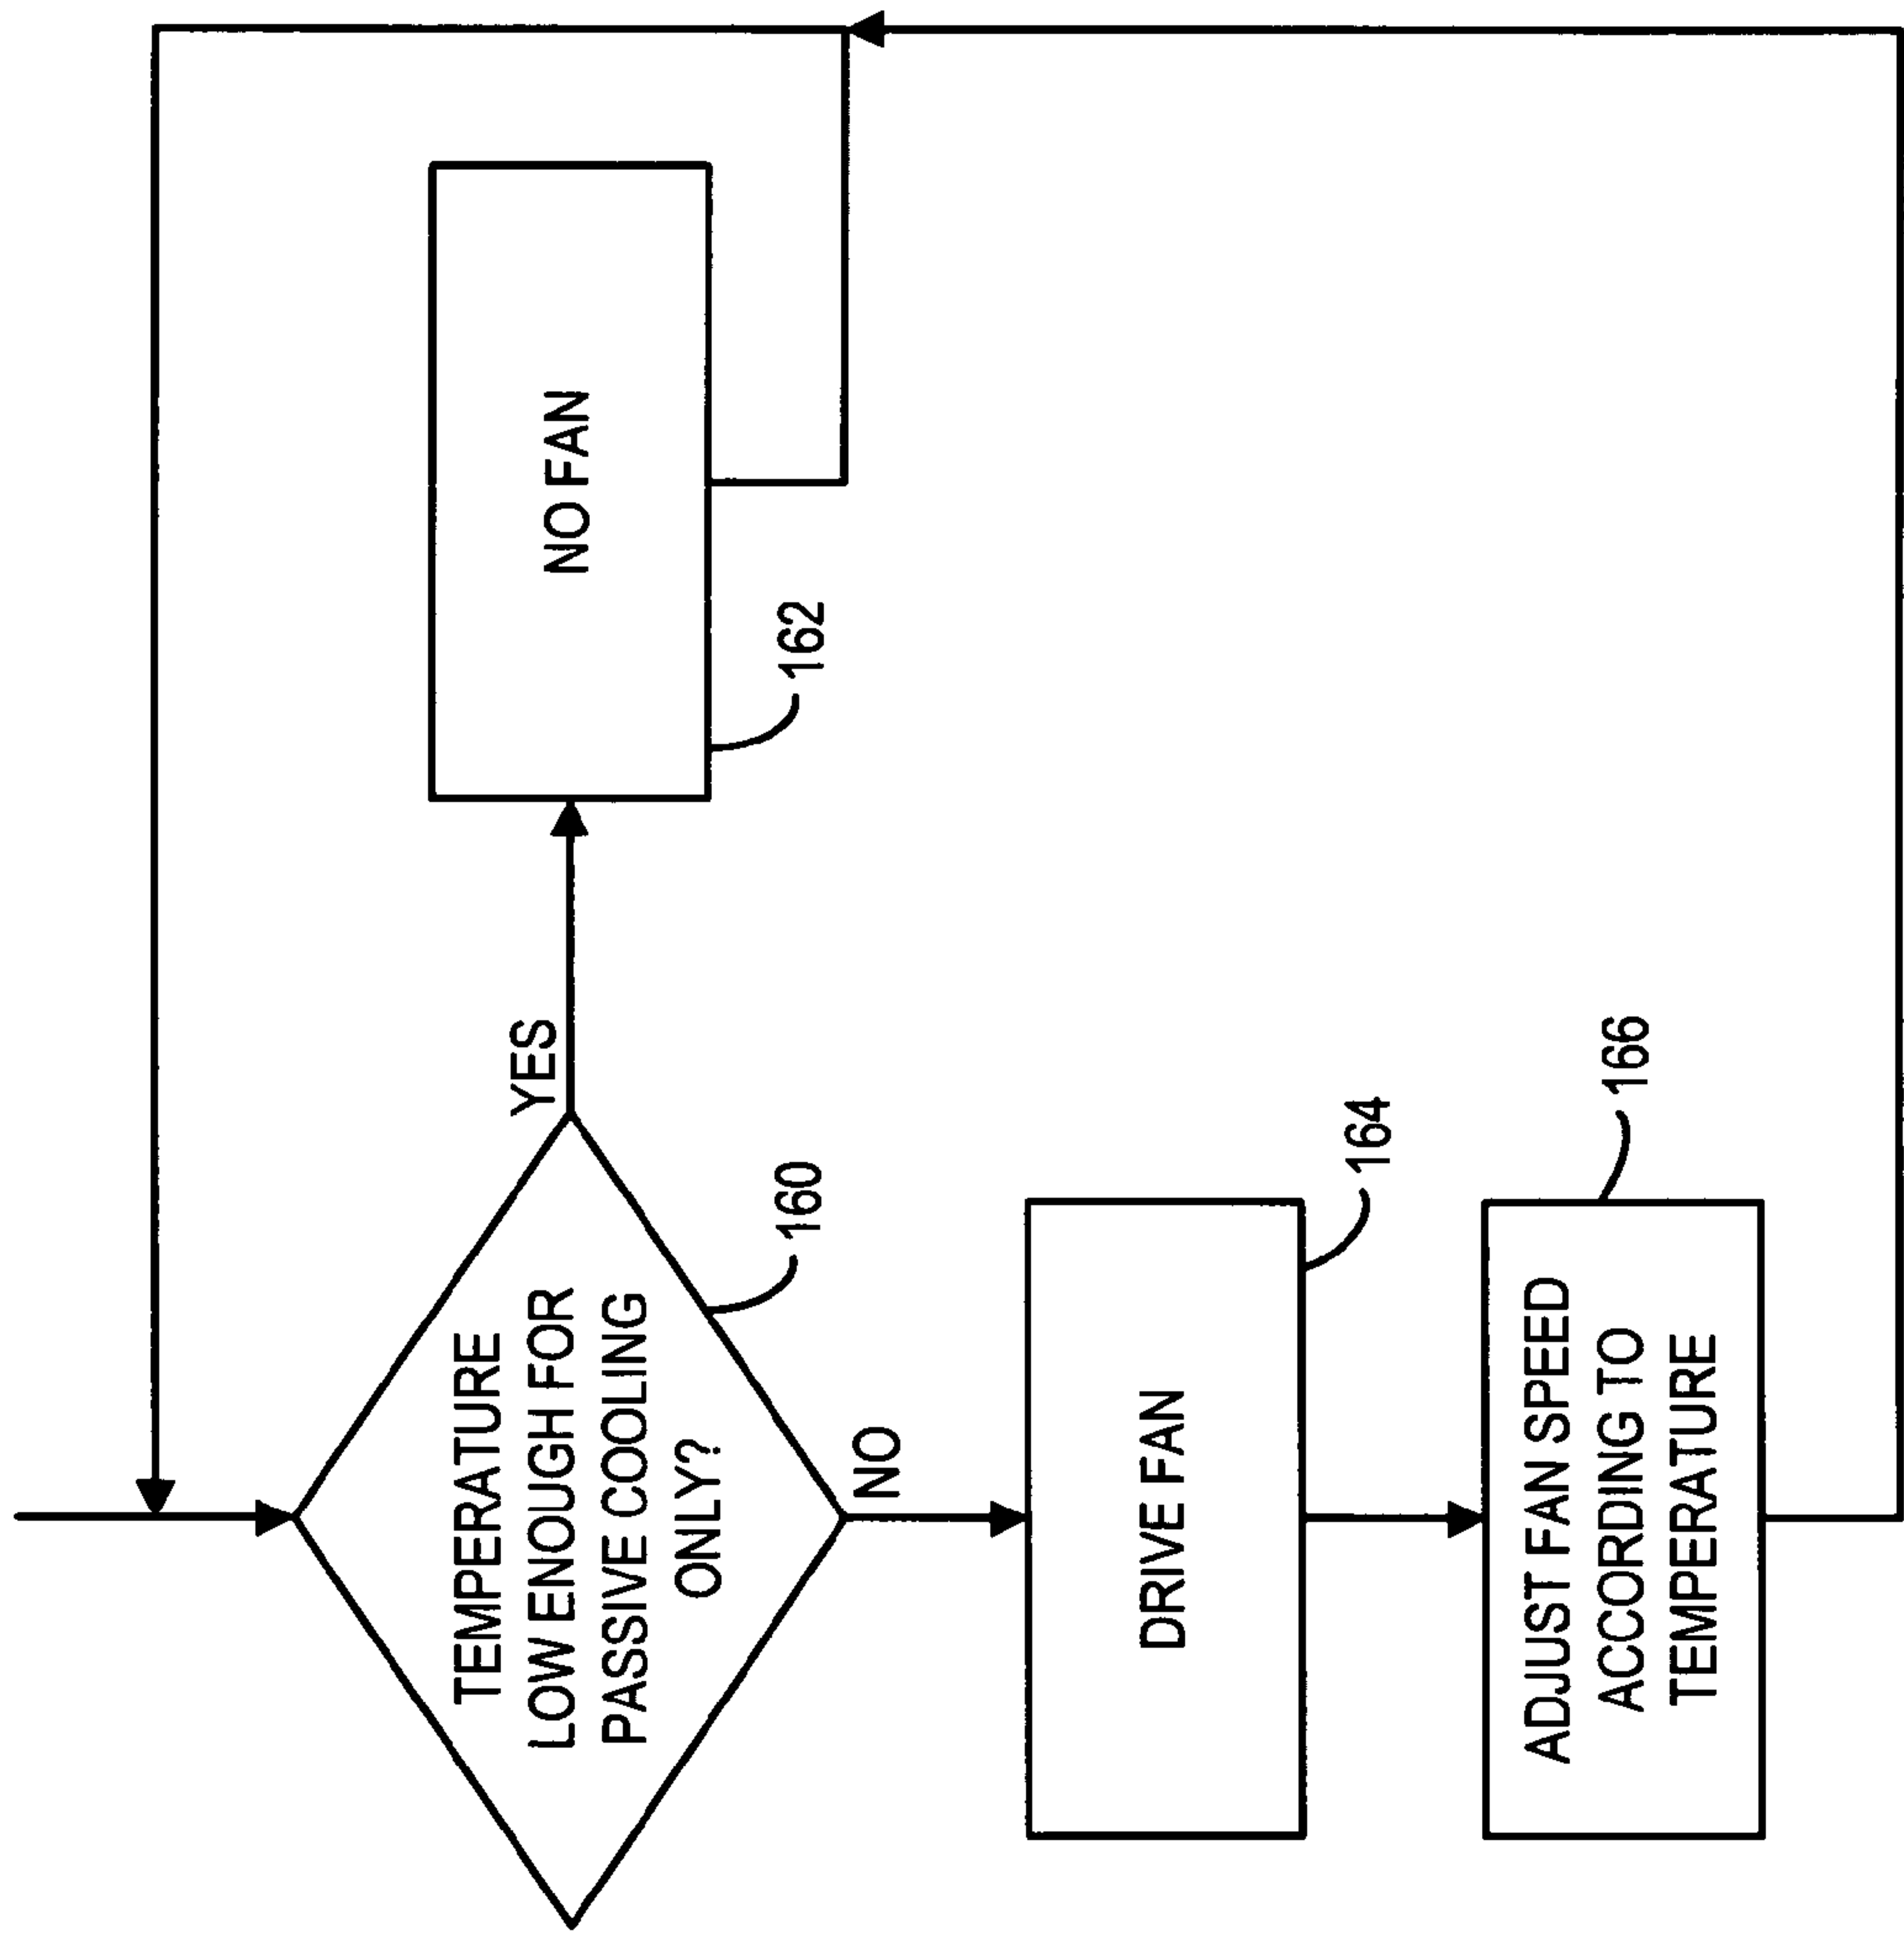 TEMPERATURE
LOW ENOUGH FOR
PASSIVE COOLING
ONLY?
160
YES
NO FAN
162
NO
DRIVE FAN
164
ADJUST FAN SPEED
ACCORDING TO
TEMPERATURE
166